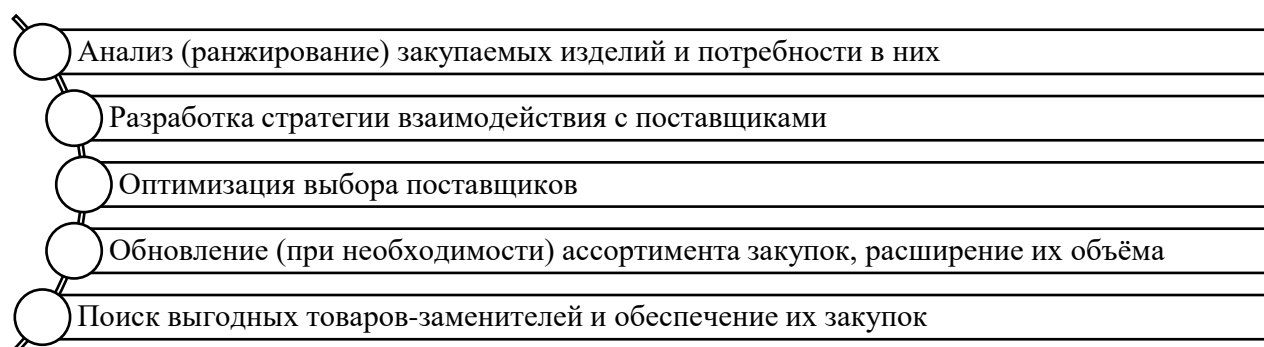 Анализ (ранжирование) закупаемых изделий и потребности в них
Разработка стратегии взаимодействия с поставщиками
Оптимизация выбора поставщиков
Обновление (при необходимости) ассортимента закупок, расширение их объёма
Поиск выгодных товаров-заменителей и обеспечение их закупок